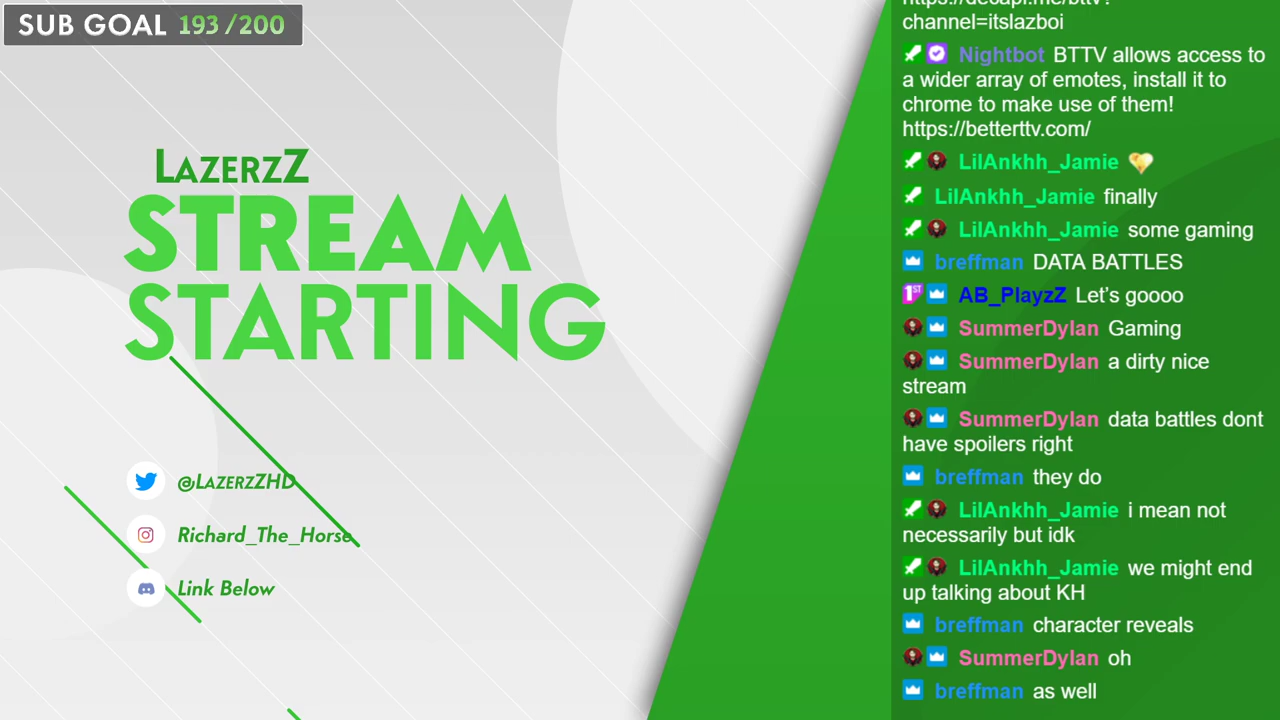 SUB GOAL 193/200
LAZERZZ
STREAM
STARTING
@LAZERZZHD
Richard_The_Horse
Link Below
channel=itslazboi
Nightbot BTTV allows access to
a wider array of emotes, install it to
chrome to make use of them!
https://betterttv.com/
LilAnkhh_Jamie
LilAnkhh_Jamie finally
LilAnkhh_Jamie some gaming
breffman DATA BATTLES
1ST AB_PlayzZ Let’s goooo
SummerDylan Gaming
SummerDylan a dirty nice
stream
SummerDylan data battles dont
have spoilers right
breffman they do
LilAnkhh_Jamie i mean not
necessarily but idk
LilAnkhh_Jamie we might end
up talking about KH
breffman character reveals
SummerDylan oh
breffman as well